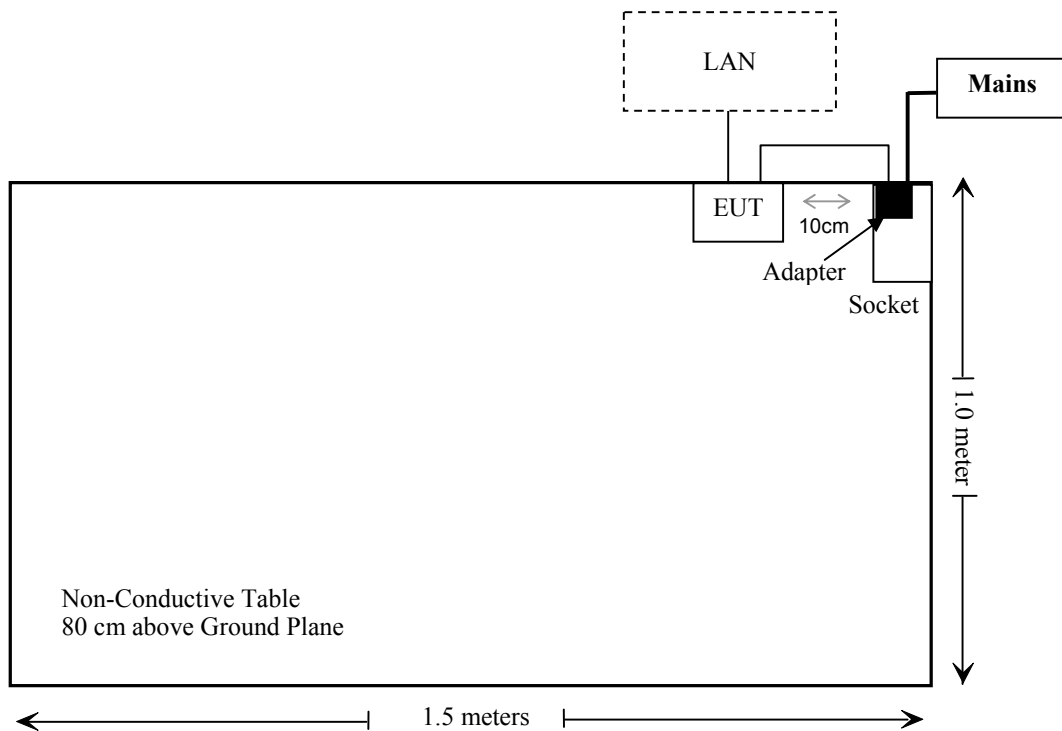 LAN
Mains
EUT
10cm
Adapter
Socket
1.0 meter
Non-Conductive Table
80 cm above Ground Plane
1.5 meters